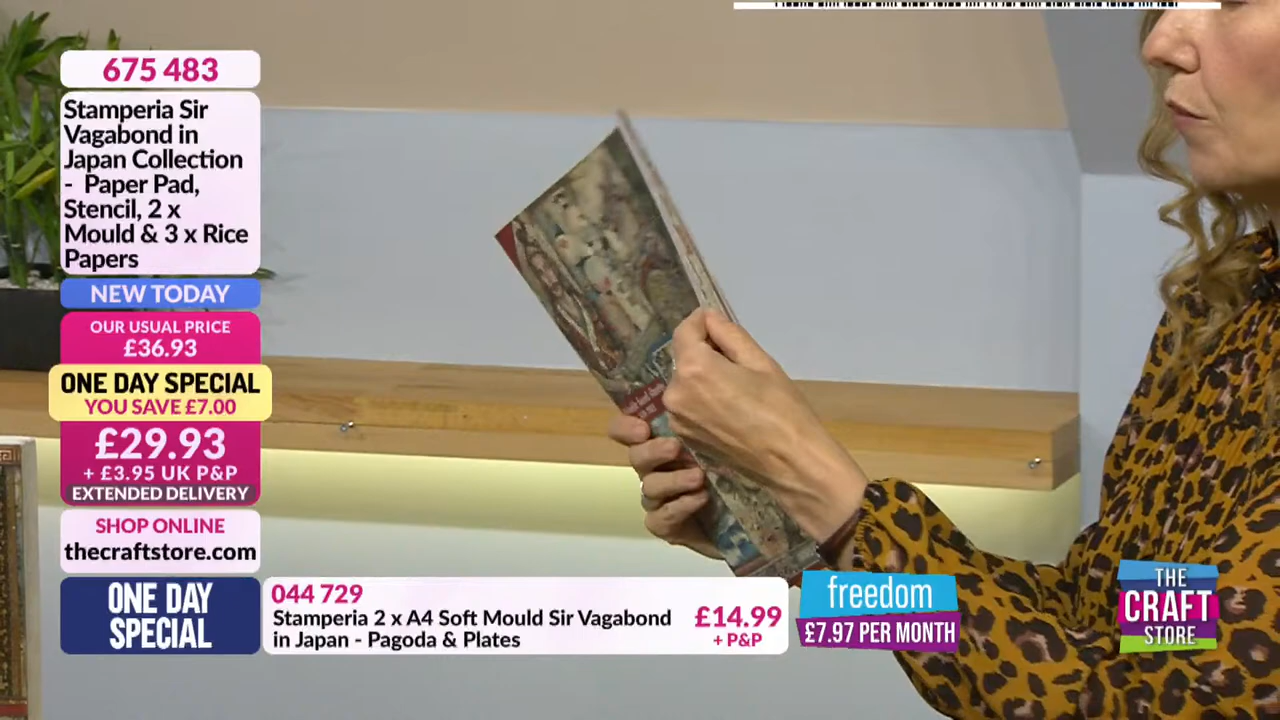 675 483
Stamperia Sir
Vagabond in
Japan Collection
- Paper Pad,
Stencil, 2 x
Mould & 3 x Rice
Papers
NEW TODAY
OUR USUAL PRICE
£36.93
ONE DAY SPECIAL
YOU SAVE £7.00
£29.93
+ £3.95 UK P&P
EXTENDED DELIVERY
SHOP ONLINE
thecraftstore.com
ONE DAY
SPECIAL
044 729
Stamperia 2 x A4 Soft Mould Sir Vagabond
in Japan - Pagoda & Plates
£14.99
+ P&P
freedom
£7.97 PER MONTH
THE
CRAFT
STORE